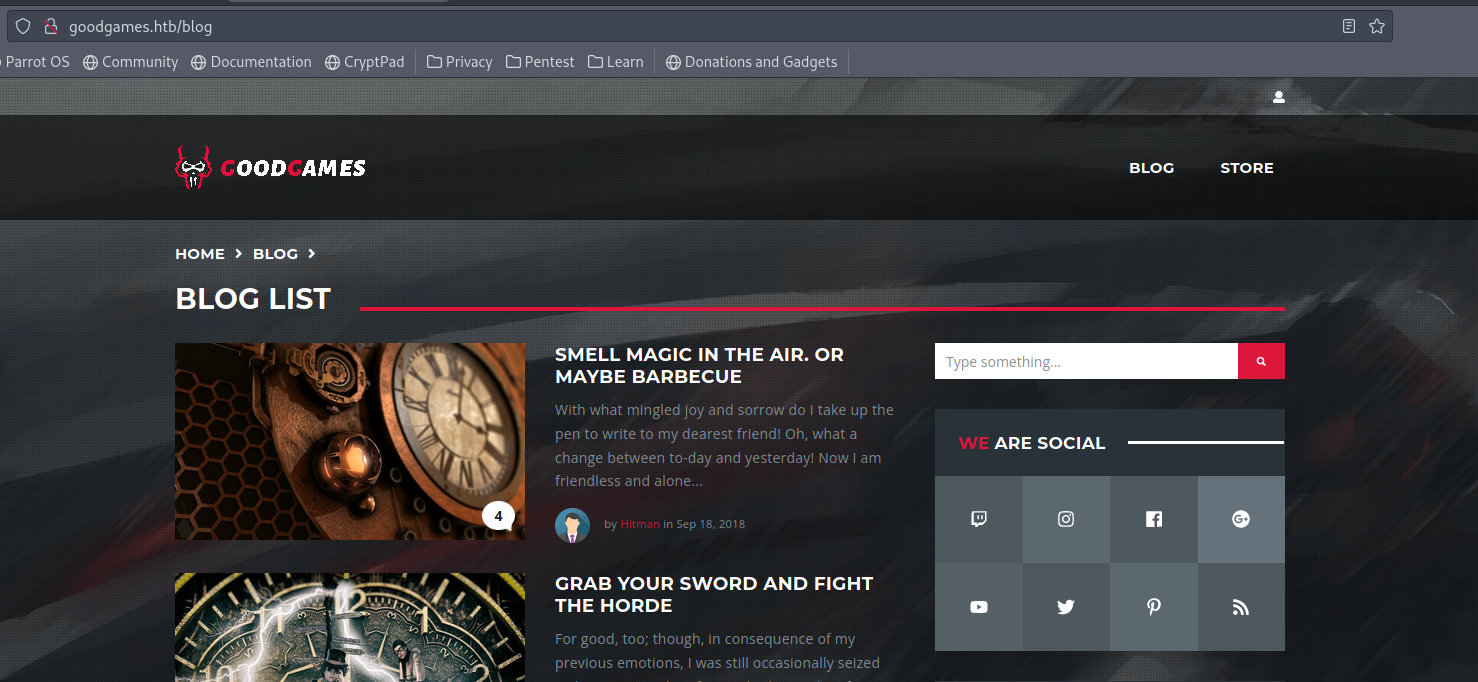 goodgames.htb/blog
Parrot OS Community Documentation CryptPad Privacy Pentest Learn Donations and Gadgets
GOODGAMES
BLOG STORE
HOME BLOG
BLOG LIST
SMELL MAGIC IN THE AIR. OR
MAYBE BARBECUE
With what mingled joy and sorrow do I take up the
pen to write to my dearest friend! Oh, what a
change between to-day and yesterday! Now I am
friendless and alone...
4
by Hitman in Sep 18, 2018
GRAB YOUR SWORD AND FIGHT
THE HORDE
For good, too; though, in consequence of my
previous emotions, I was still occasionally seized
Type something...
WE ARE SOCIAL